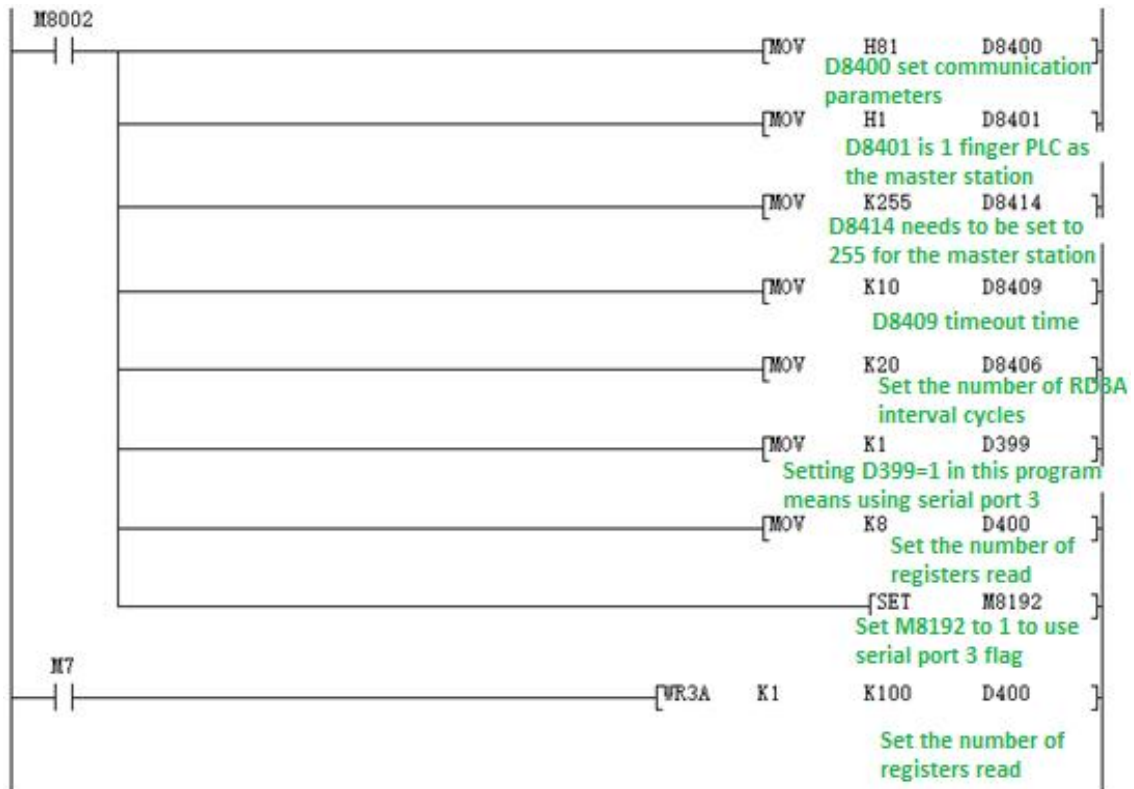 M8002
MOV H81 D8400
D8400 set communication
parameters
MOV H1 D8401
D8401 is 1 finger PLC as
the master station
MOV K255 D8414
D8414 needs to be set to
255 for the master station
MOV K10 D8409
D8409 timeout time
MOV K20 D8406
Set the number of RD3A
interval cycles
MOV K1 D399
Setting D399=1 in this program
means using serial port 3
MOV K8 D400
Set the number of
registers read
SET M8192
Set M8192 to 1 to use
serial port 3 flag
M7
WR3A K1 K100 D400
Set the number of
registers read